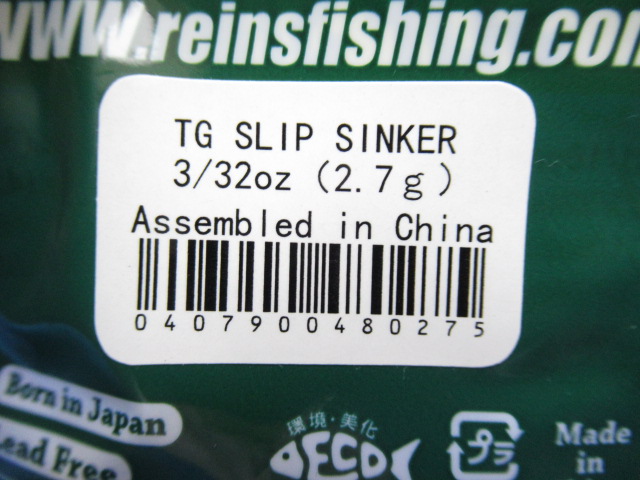 www.reinsfishing.co
TG SLIP SINKER
3/32oz (2.7g)
Assembled in China
0407900480275
Born in Japan
Lead Free
環境・美化
ECO
プラ
Made
in